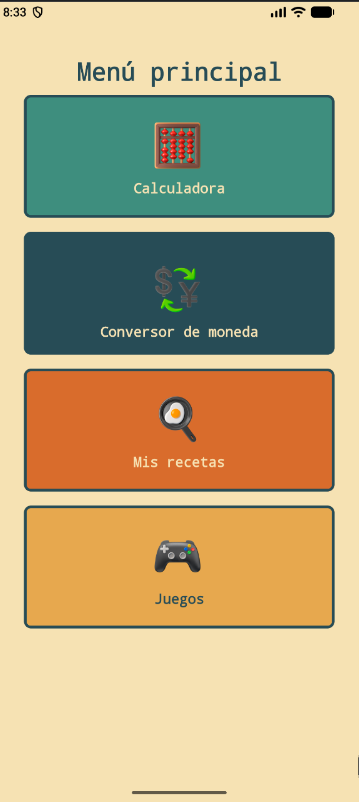 8:33
Menú principal
Calculadora
Conversor de moneda
Mis recetas
Juegos